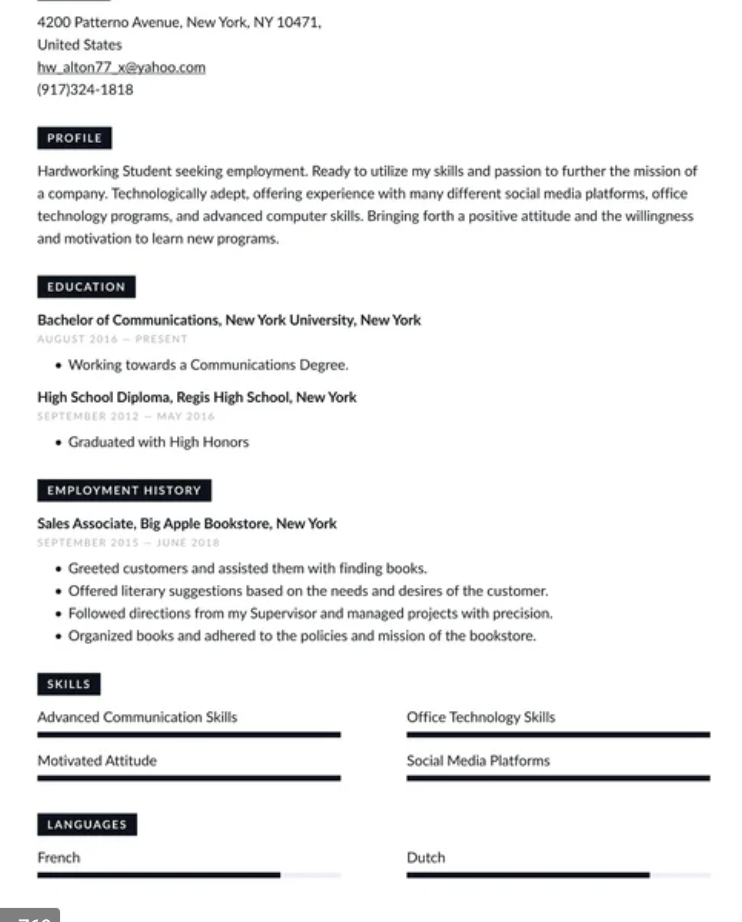 4200 Patterno Avenue, New York, NY 10471,
United States
hw_alton77_x@yahoo.com
(917)324-1818
PROFILE
Hardworking Student seeking employment. Ready to utilize my skills and passion to further the mission of
a company. Technologically adept, offering experience with many different social media platforms, office
technology programs, and advanced computer skills. Bringing forth a positive attitude and the willingness
and motivation to learn new programs.
EDUCATION
Bachelor of Communications, New York University, New York
AUGUST 2016 — PRESENT
• Working towards a Communications Degree.
High School Diploma, Regis High School, New York
SEPTEMBER 2012 — MAY 2016
• Graduated with High Honors
EMPLOYMENT HISTORY
Sales Associate, Big Apple Bookstore, New York
SEPTEMBER 2015 — JUNE 2018
• Greeted customers and assisted them with finding books.
• Offered literary suggestions based on the needs and desires of the customer.
• Followed directions from my Supervisor and managed projects with precision.
• Organized books and adhered to the policies and mission of the bookstore.
SKILLS
Advanced Communication Skills
Office Technology Skills
Motivated Attitude
Social Media Platforms
LANGUAGES
French
Dutch